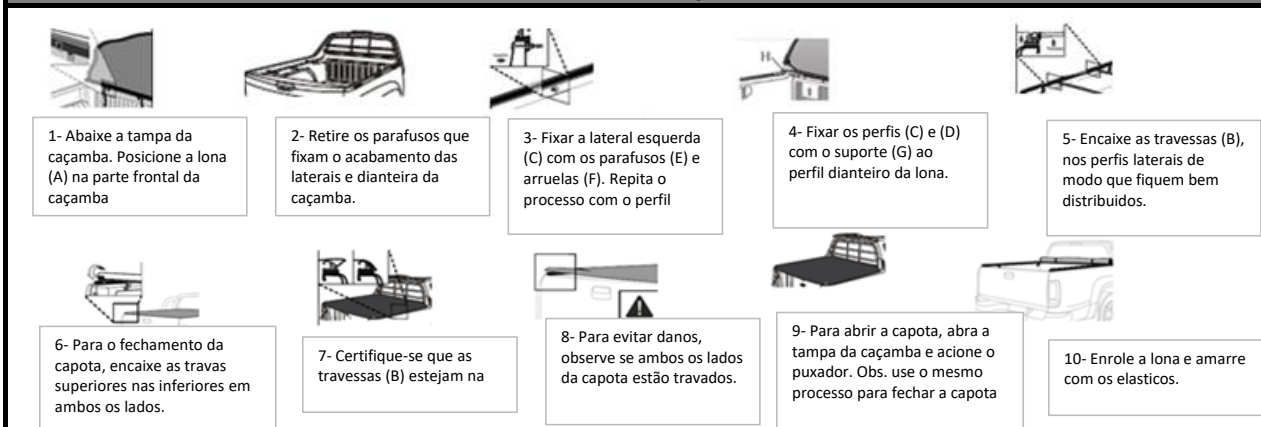 1- Abaixe a tampa da
caçamba. Posicione a lona
(A) na parte frontal da
caçamba
2- Retire os parafusos que
fixam o acabamento das
laterais e dianteira da
caçamba.
3- Fixar a lateral esquerda
(C) com os parafusos (E) e
arruelas (F). Repita o
processo com o perfil
H
I
4- Fixar os perfis (C) e (D)
com o suporte (G) ao
perfil dianteiro da lona.
5- Encaixe as travessas (B),
nos perfis laterais de
modo que fiquem bem
distribuidos.
6- Para o fechamento da
capota, encaixe as travas
superiores nas inferiores em
ambos os lados.
7- Certifique-se que as
travessas (B) estejam na
8- Para evitar danos,
observe se ambos os lados
da capota estão travados.
9- Para abrir a capota, abra a
tampa da caçamba e acione o
puxador. Obs. use o mesmo
processo para fechar a capota
10- Enrole a lona e amarre
com os elasticos.